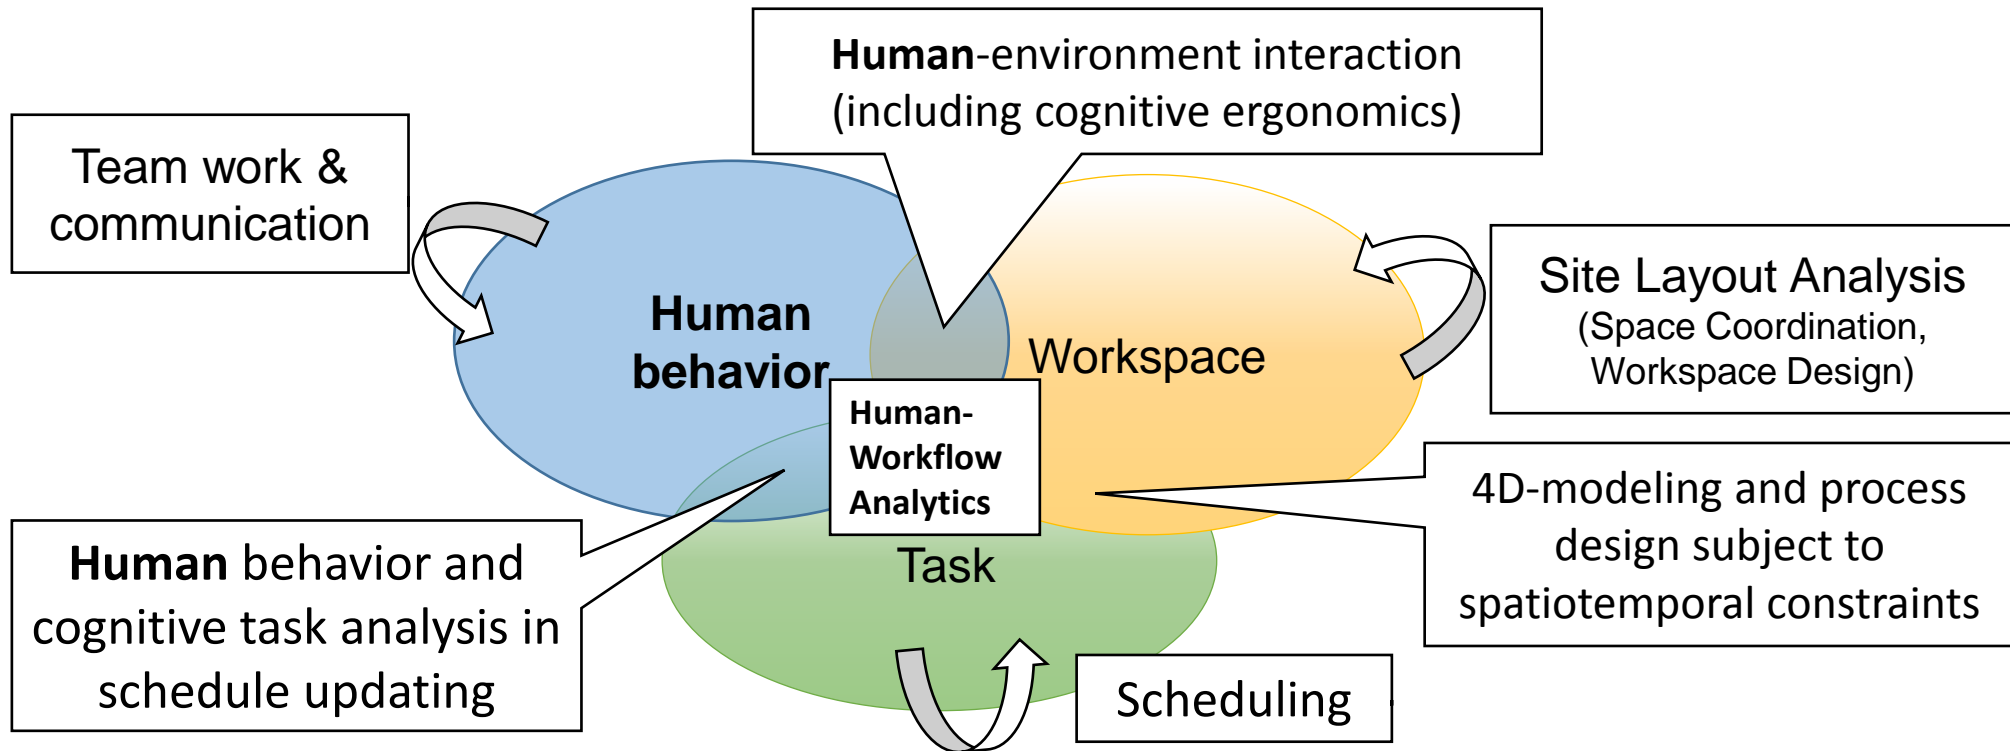 Human-environment interaction
(including cognitive ergonomics)
Team work &
communication
Human
behavior
Workspace
Site Layout Analysis
(Space Coordination,
Workspace Design)
Human-
Workflow
Analytics
Task
4D-modeling and process
design subject to
spatiotemporal constraints
Human behavior and
cognitive task analysis in
schedule updating
Scheduling